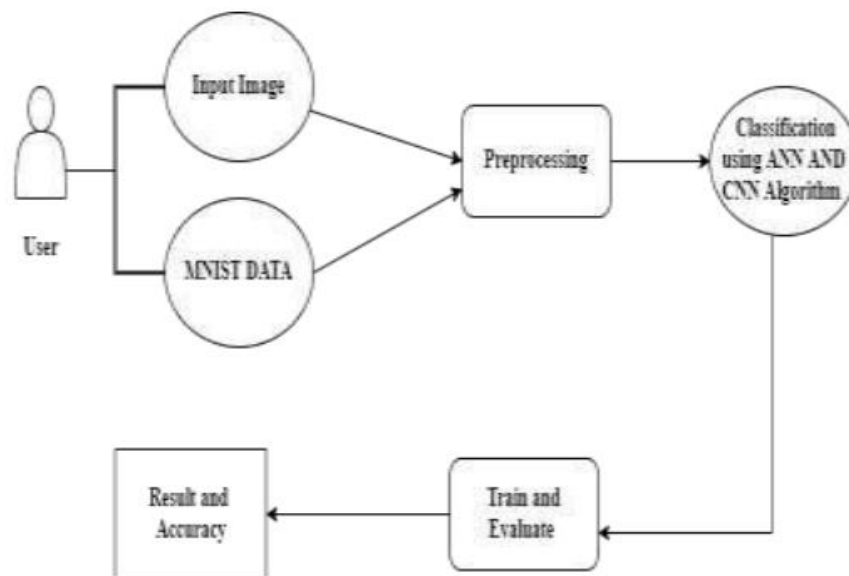 Input Image
User
MNIST DATA
Preprocessing
Classification
using ANN AND
CNN Algorithm
Train and
Evaluate
Result and
Accuracy